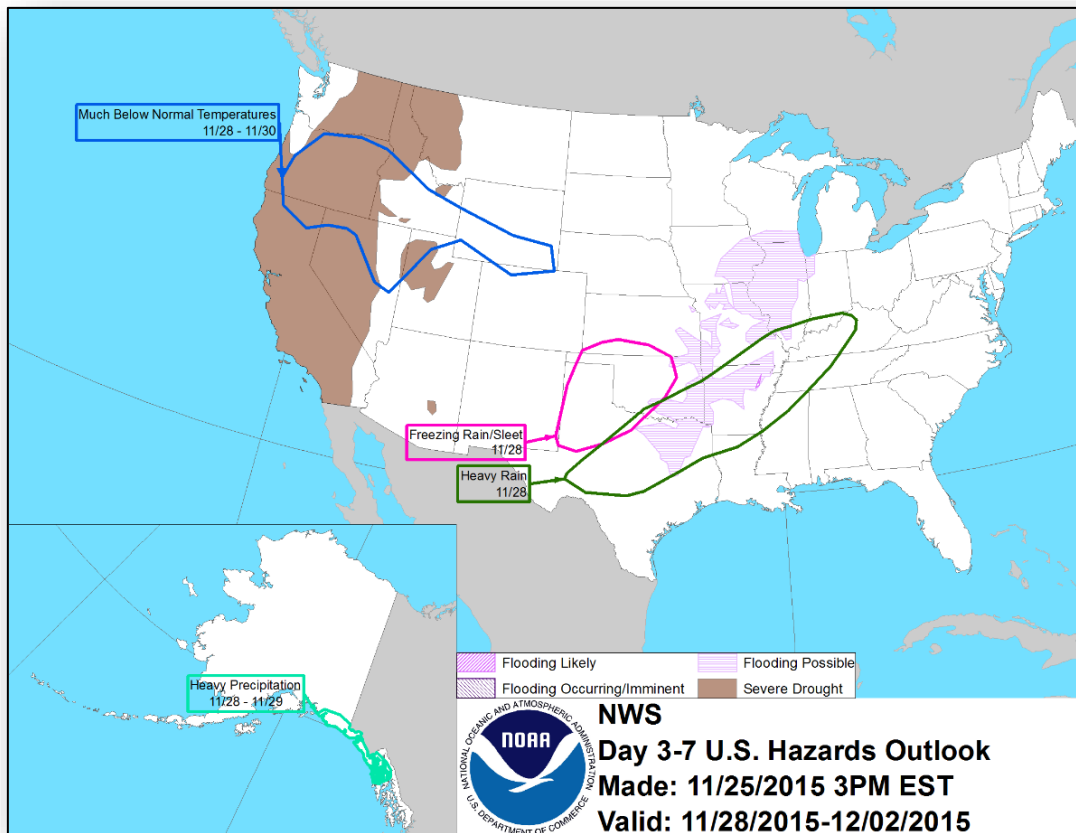 Much Below Normal Temperatures
11/28 - 11/30
Freezing Rain/Sleet
11/28
Heavy Rain
11/28
Heavy Precipitation
11/28 - 11/29
Flooding Likely
Flooding Possible
Flooding Occurring/Imminent
Severe Drought
NATIONAL OCEANIC AND ATMOSPHERIC ADMINISTRATION
NOAA
U.S. DEPARTMENT OF COMMERCE
NWS
Day 3-7 U.S. Hazards Outlook
Made: 11/25/2015 3PM EST
Valid: 11/28/2015-12/02/2015